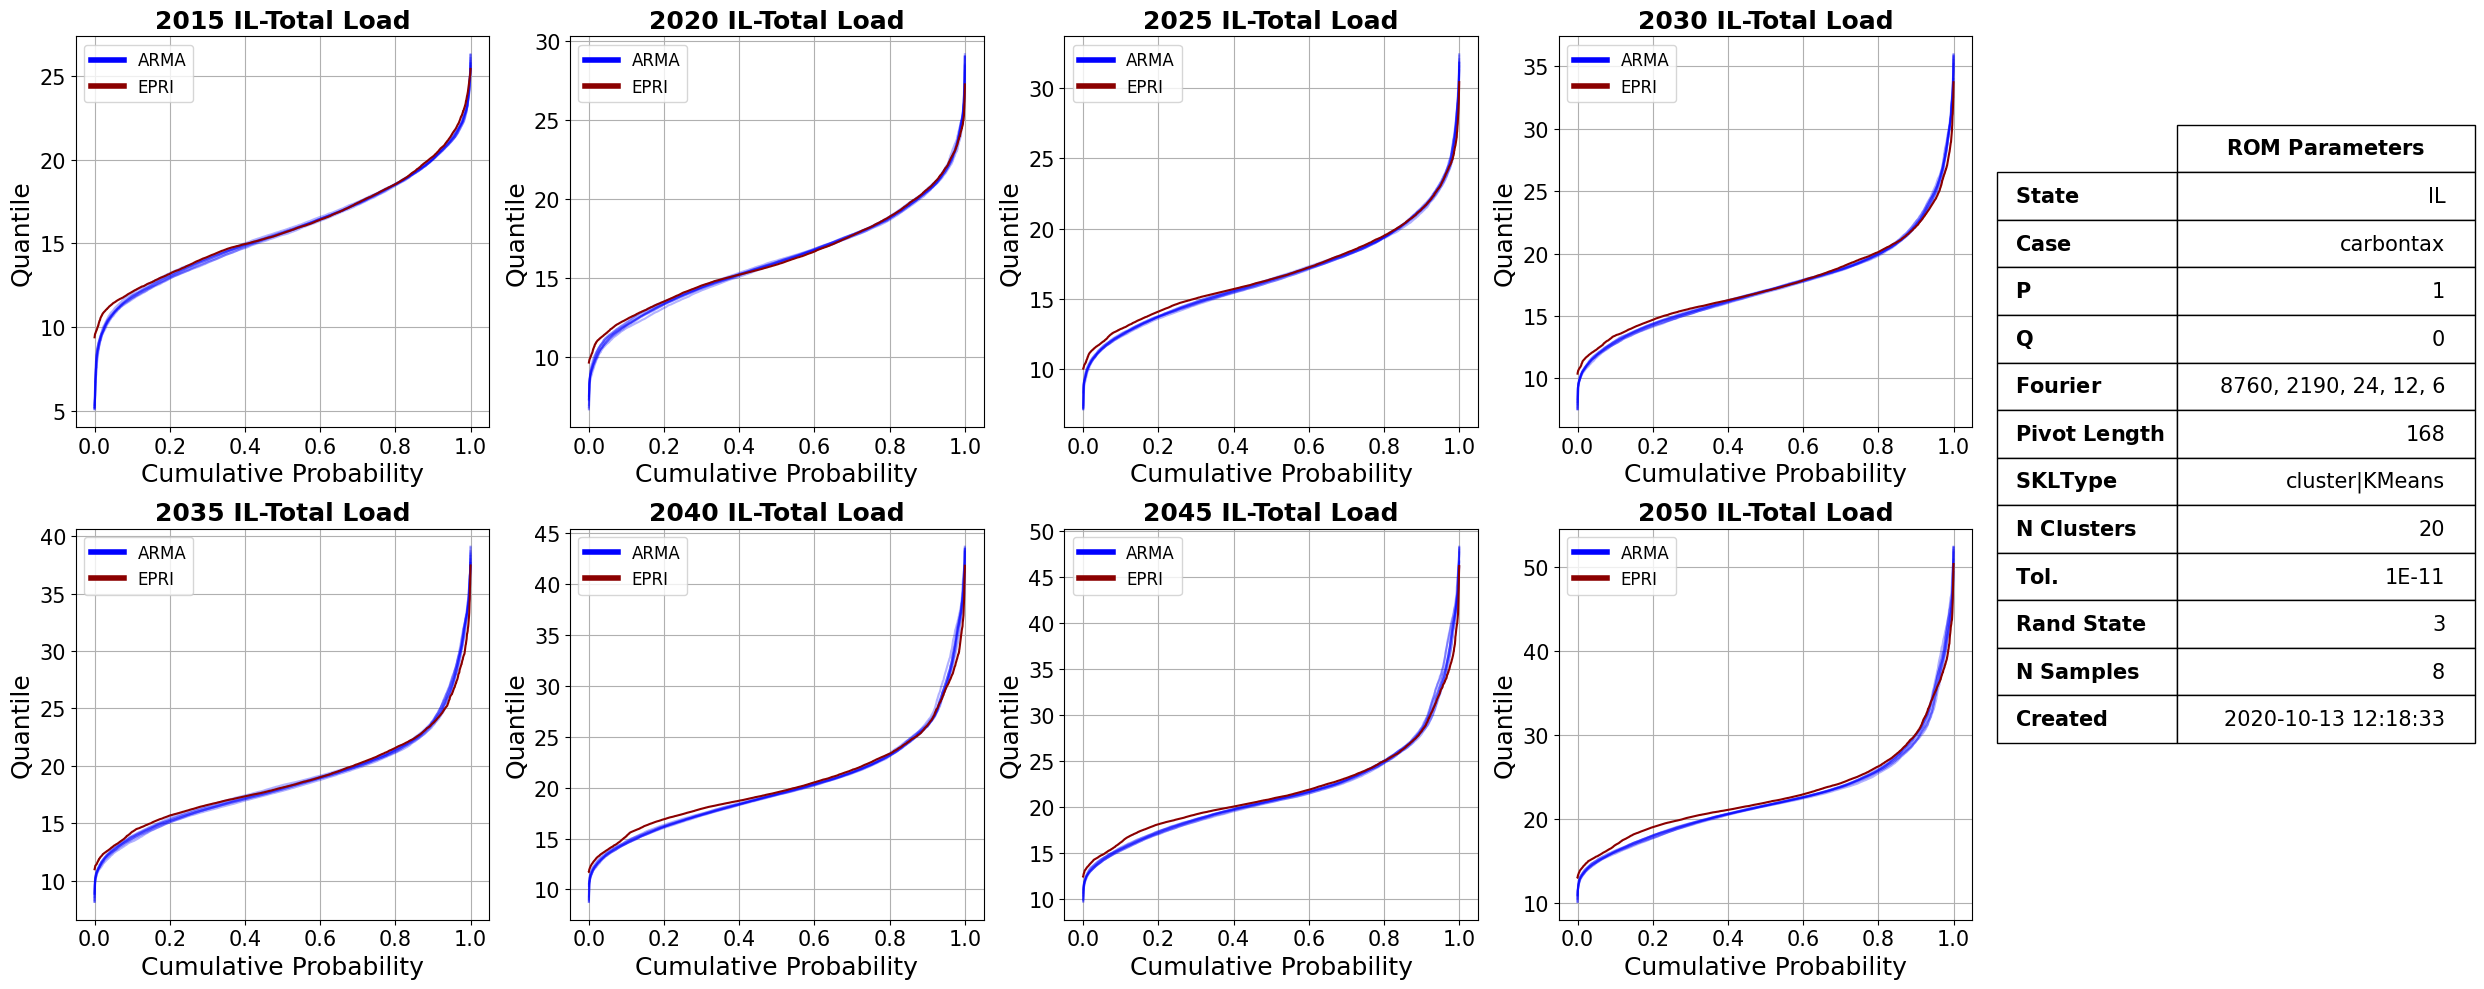 2015 IL-Total Load
ARMA
EPRI
25
20
15
10
5
0.0 0.2 0.4 0.6 0.8 1.0
Quantile
Cumulative Probability
2020 IL-Total Load
ARMA
EPRI
30
25
20
15
10
0.0 0.2 0.4 0.6 0.8 1.0
Quantile
Cumulative Probability
2025 IL-Total Load
ARMA
EPRI
30
25
20
15
10
0.0 0.2 0.4 0.6 0.8 1.0
Quantile
Cumulative Probability
2030 IL-Total Load
ARMA
EPRI
35
30
25
20
15
10
0.0 0.2 0.4 0.6 0.8 1.0
Quantile
Cumulative Probability
2035 IL-Total Load
ARMA
EPRI
40
35
30
25
20
15
10
0.0 0.2 0.4 0.6 0.8 1.0
Quantile
Cumulative Probability
2040 IL-Total Load
ARMA
EPRI
45
40
35
30
25
20
15
10
0.0 0.2 0.4 0.6 0.8 1.0
Quantile
Cumulative Probability
2045 IL-Total Load
ARMA
EPRI
50
45
40
35
30
25
20
15
10
0.0 0.2 0.4 0.6 0.8 1.0
Quantile
Cumulative Probability
2050 IL-Total Load
ARMA
EPRI
50
40
30
20
10
0.0 0.2 0.4 0.6 0.8 1.0
Quantile
Cumulative Probability
ROM Parameters
State IL
Case carbontax
P 1
Q 0
Fourier 8760, 2190, 24, 12, 6
Pivot Length 168
SKLType cluster|KMeans
N Clusters 20
Tol. 1E-11
Rand State 3
N Samples 8
Created 2020-10-13 12:18:33